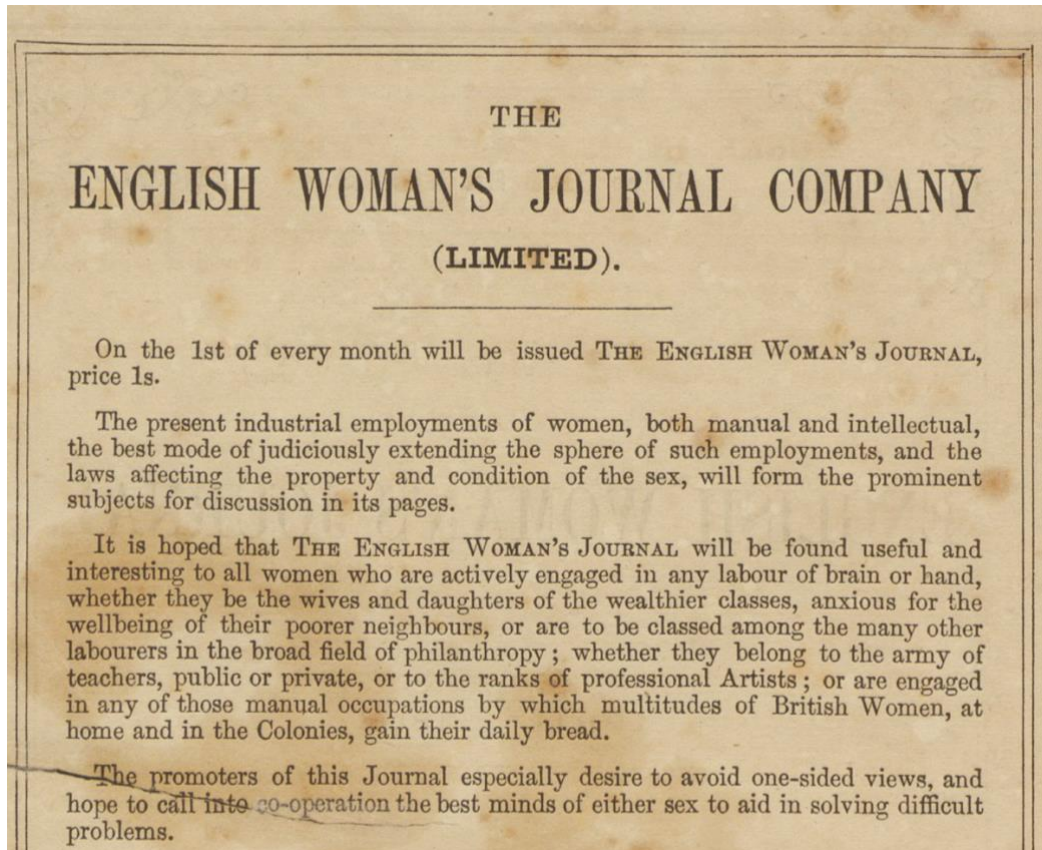 THE
ENGLISH WOMAN'S JOURNAL COMPANY
(LIMITED).
On the 1st of every month will be issued THE ENGLISH WOMAN'S JOURNAL,
price 1s.
The present industrial employments of women, both manual and intellectual,
the best mode of judiciously extending the sphere of such employments, and the
laws affecting the property and condition of the sex, will form the prominent
subjects for discussion in its pages.
It is hoped that THE ENGLISH WOMAN'S JOURNAL will be found useful and
interesting to all women who are actively engaged in any labour of brain or hand,
whether they be the wives and daughters of the wealthier classes, anxious for the
wellbeing of their poorer neighbours, or are to be classed among the many other
labourers in the broad field of philanthropy; whether they belong to the army of
teachers, public or private, or to the ranks of professional Artists; or are engaged
in any of those manual occupations by which multitudes of British Women, at
home and in the Colonies, gain their daily bread.
The promoters of this Journal especially desire to avoid one-sided views, and
hope to call into co-operation the best minds of either sex to aid in solving difficult
problems.